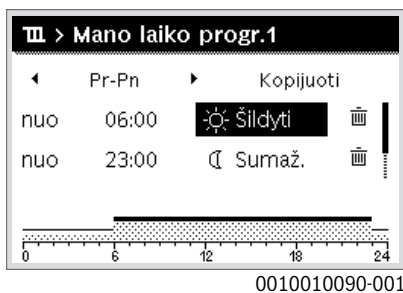 > Mano laiko progr.1
Pr-Pn Kopijuoti
nuo 06:00 Šildyti
nuo 23:00 Sumaž.
0 6 12 18 24
0010010090-001